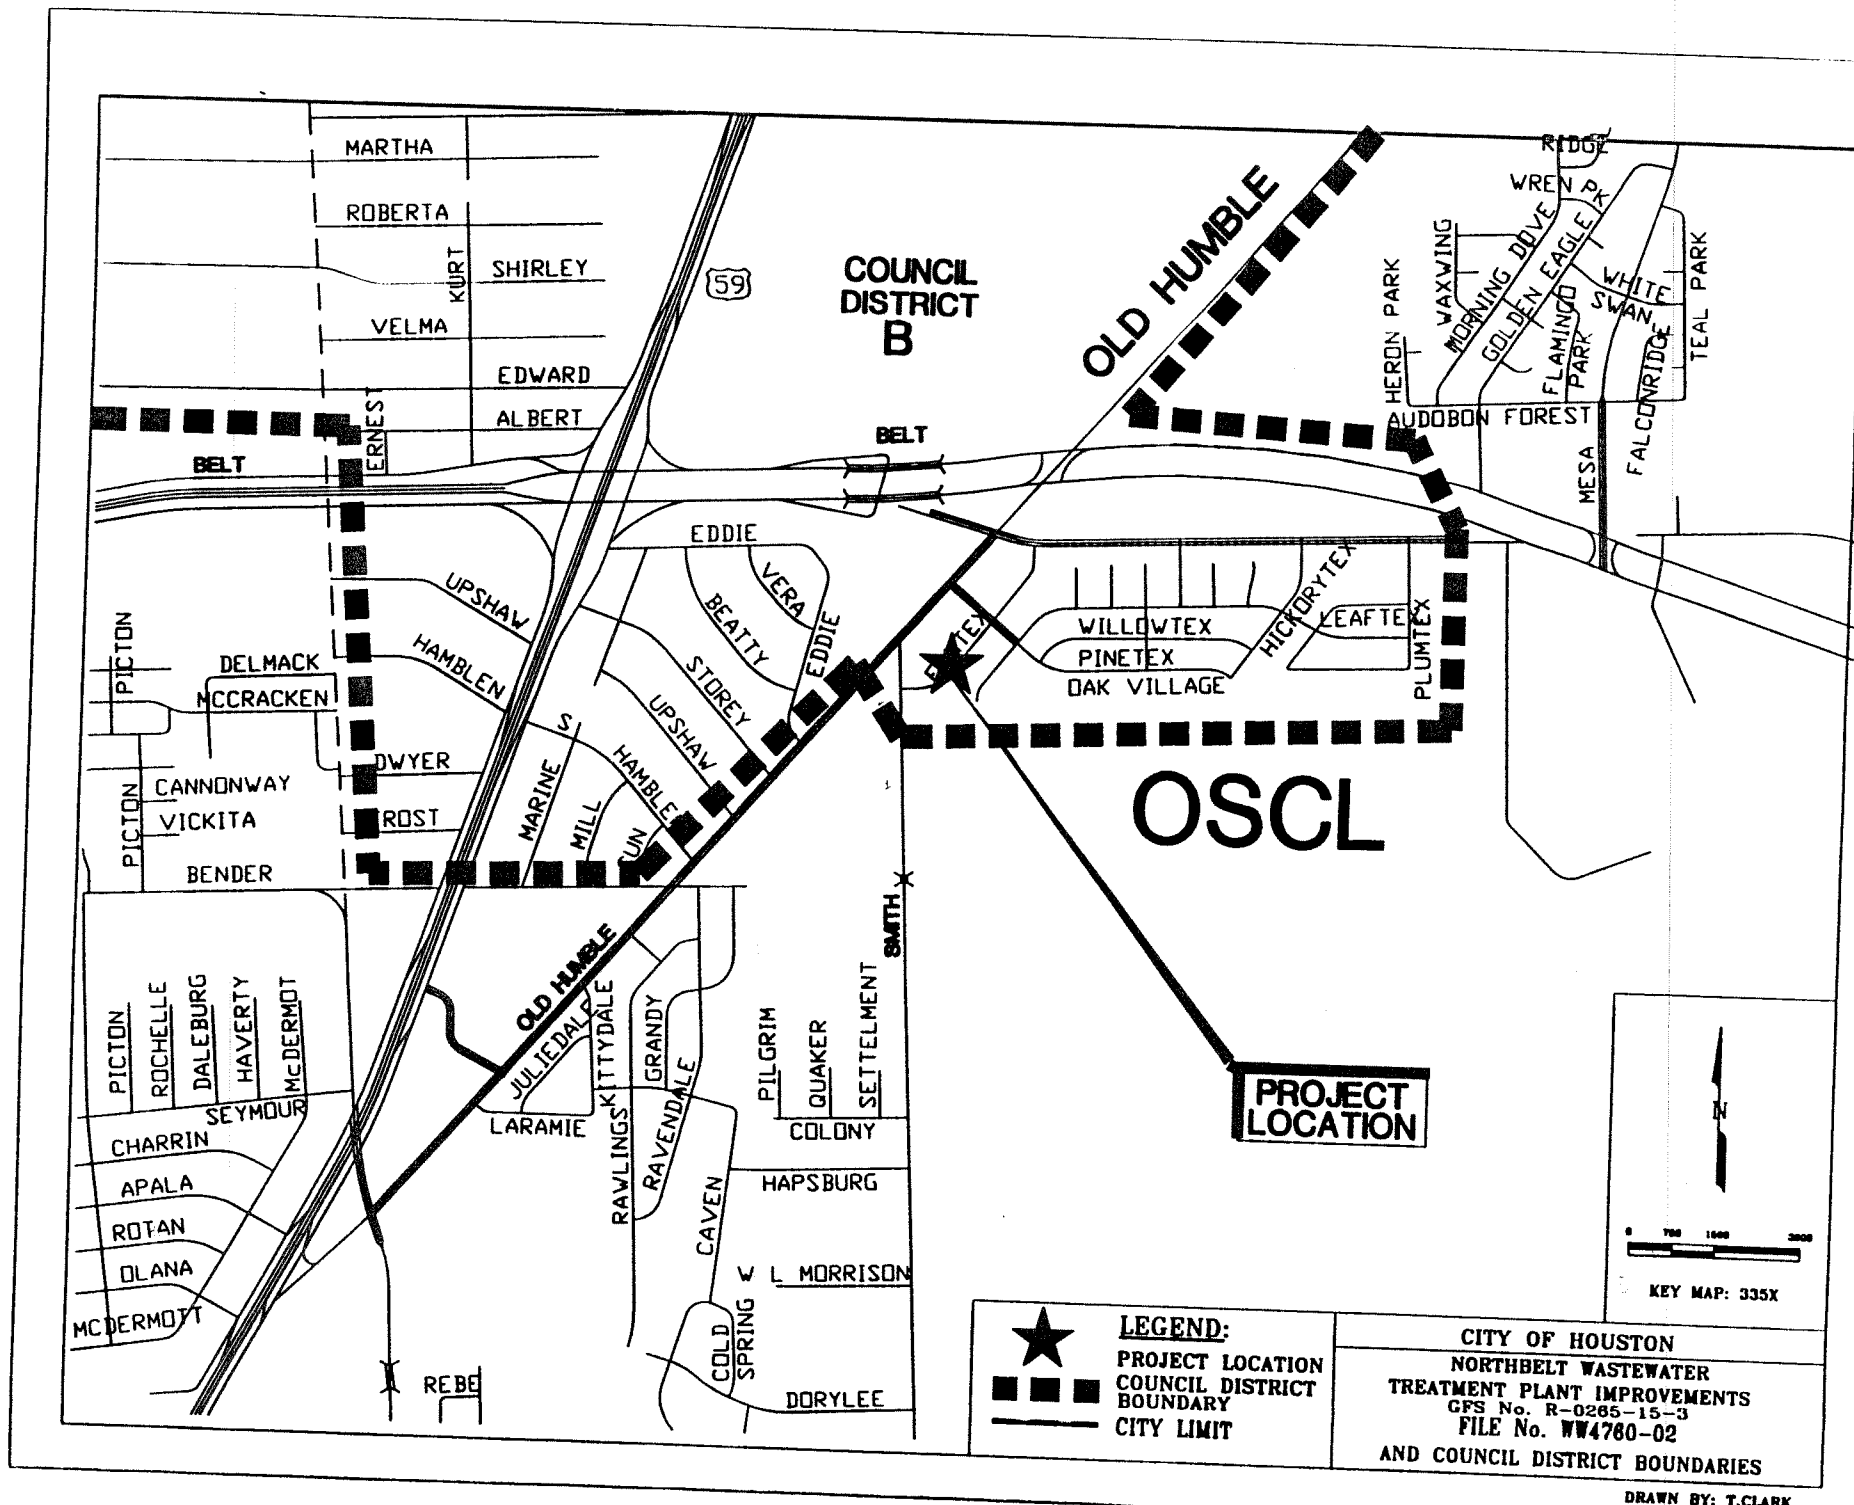 MARTHA
ROBERTA
KURT
SHIRLEY
VELMA
EDWARD
ALBERT
ERNEST
BELT
59
COUNCIL
DISTRICT
B
OLD HUMBLE
BELT
RIDGE
WREN PK
WAXWING
MORNING DOVE
GOLDEN EAGLE
WHITE
SWAN
TEAL PARK
HERON PARK
FLAMINGO
PARK
FALCONRIDGE
AUDOBON FOREST
MESA
EDDIE
VERA
BEATTY
EDDIE
UPSHAW
HAMBLEN
STOREY
UPSHAW
S
HAMBLE
MARINE
MILL
PICTON
DELMACK
MCCRACKEN
DWYER
CANNONWAY
PICTON
VICKITA
ROST
BENDER
WILLOWTEX
PINETEX
OAK VILLAGE
HICKORYTEX
LEAFTEX
PLUMTEX
OSCL
SMITH
OLD HUMBLE
PICTON
ROCHELLE
DALEBURG
HAVERTY
McDERMOT
SEYMOUR
CHARRIN
APALA
ROTAN
OLANA
MCDERMOTT
JULIEDALE
KITTYDALE
GRANDY
RAVENDALE
RAWLINGS
LARAMIE
PILGRIM
QUAKER
SETTELMENT
COLONY
HAPSBURG
CAVEN
W L MORRISON
COLD
SPRING
DORYLEE
REBE
PROJECT
LOCATION
N
KEY MAP: 335X
LEGEND:
PROJECT LOCATION
COUNCIL DISTRICT
BOUNDARY
CITY LIMIT
CITY OF HOUSTON
NORTHBELT WASTEWATER
TREATMENT PLANT IMPROVEMENTS
GFS No. R-0265-15-3
FILE No. WW4760-02
AND COUNCIL DISTRICT BOUNDARIES
DRAWN BY: T.CLARK